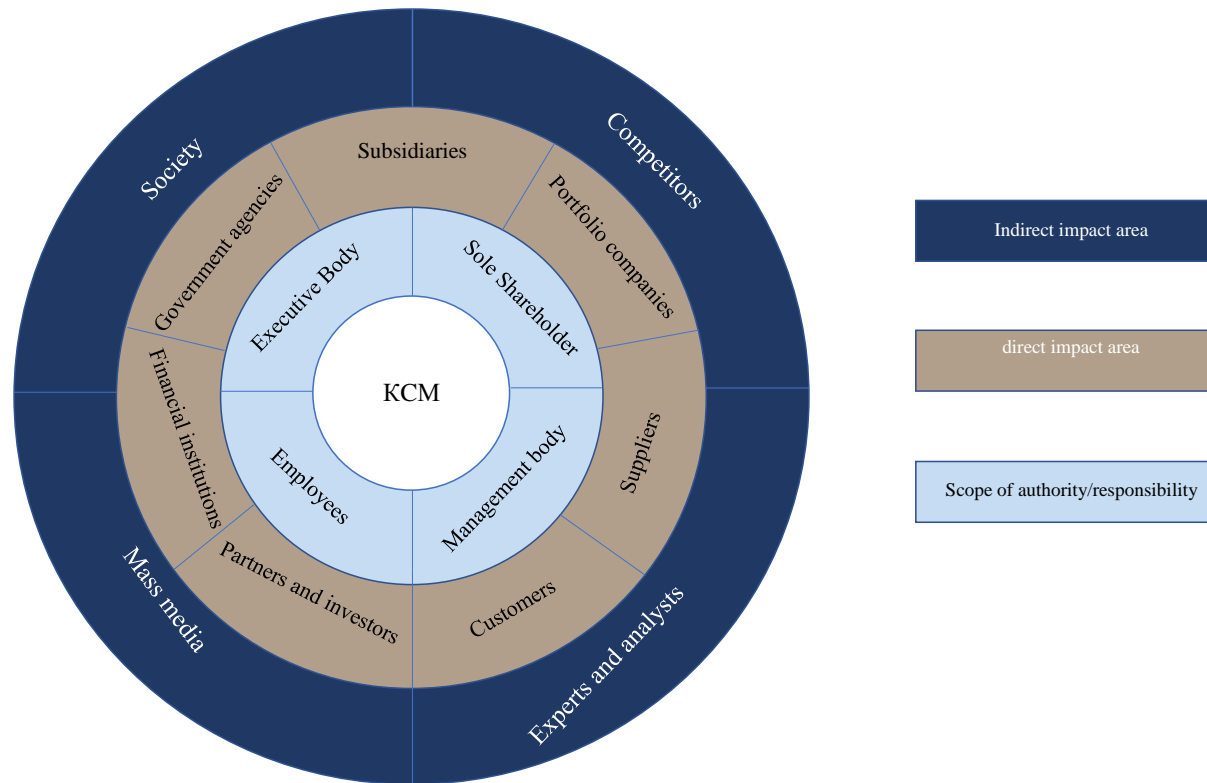 Society
Competitors
Subsidiaries
Government agencies
Portfolio companies
Executive Body
Sole Shareholder
Indirect impact area
direct impact area
KCM
Financial institutions
Suppliers
Employees
Management body
Scope of authority/responsibility
Mass media
Partners and investors
Customers
Experts and analysts